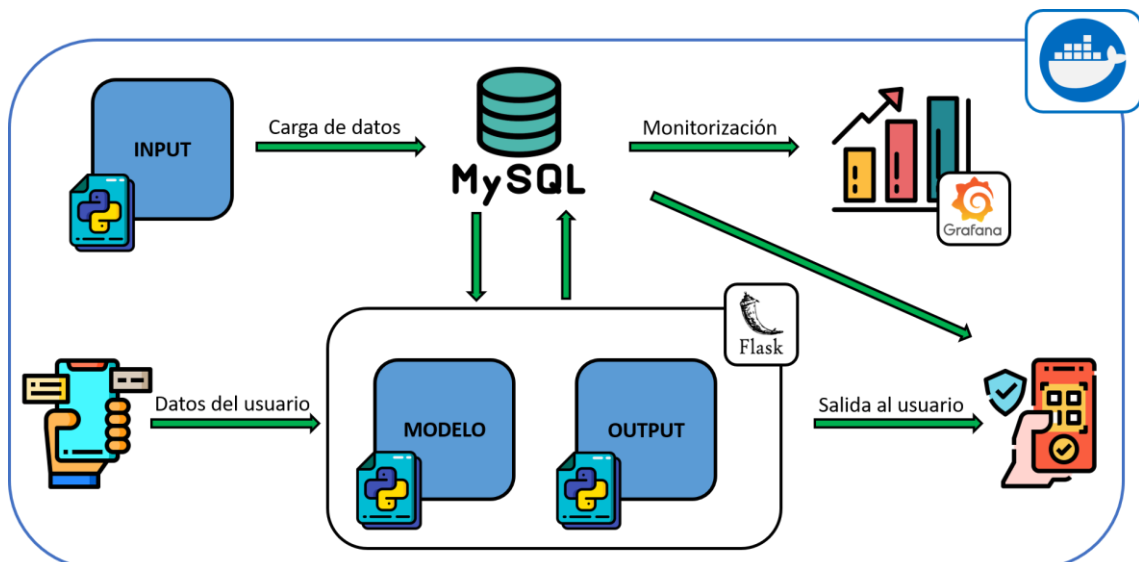 INPUT
Carga de datos
MySQL
Monitorización
Grafana
Flask
Datos del usuario
MODELO
OUTPUT
Salida al usuario